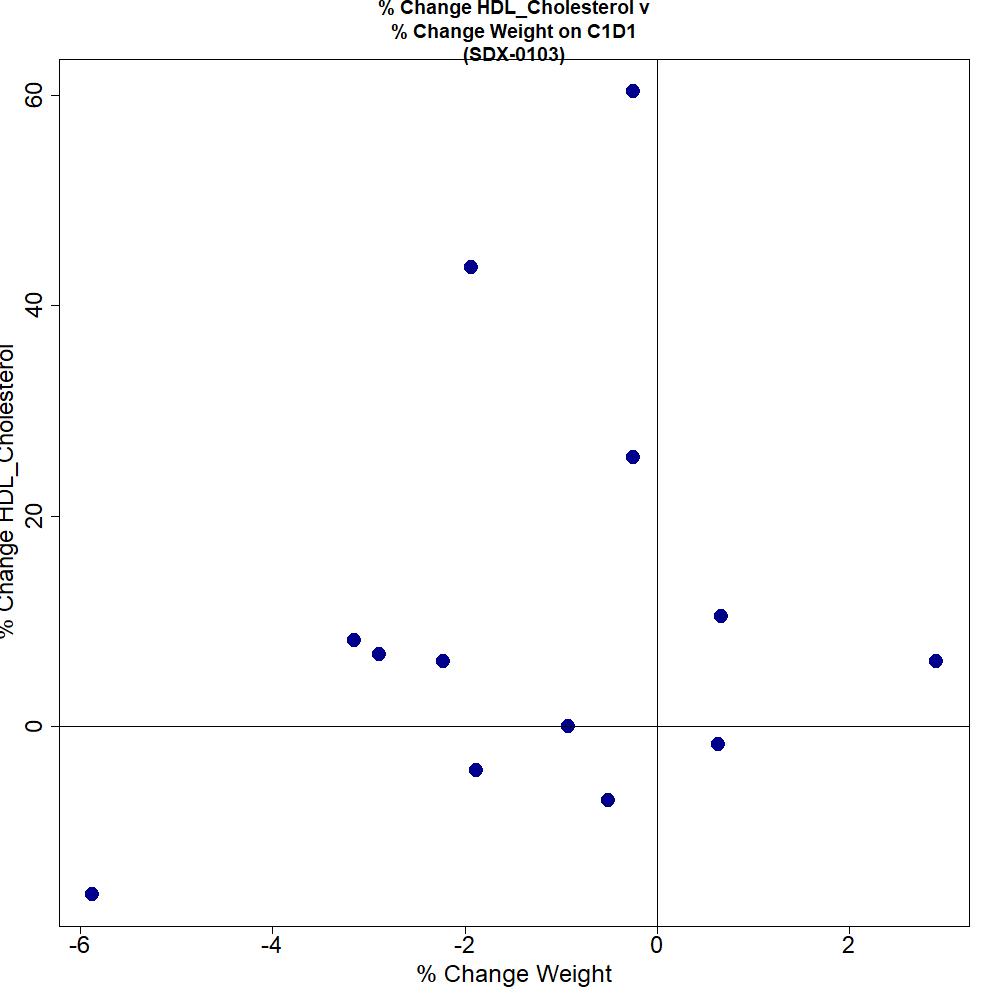 % Change HDL_Cholesterol v
% Change Weight on C1D1
(SDX-0103)
% Change HDL_Cholesterol
60
40
20
0
-6
-4
-2
0
2
% Change Weight